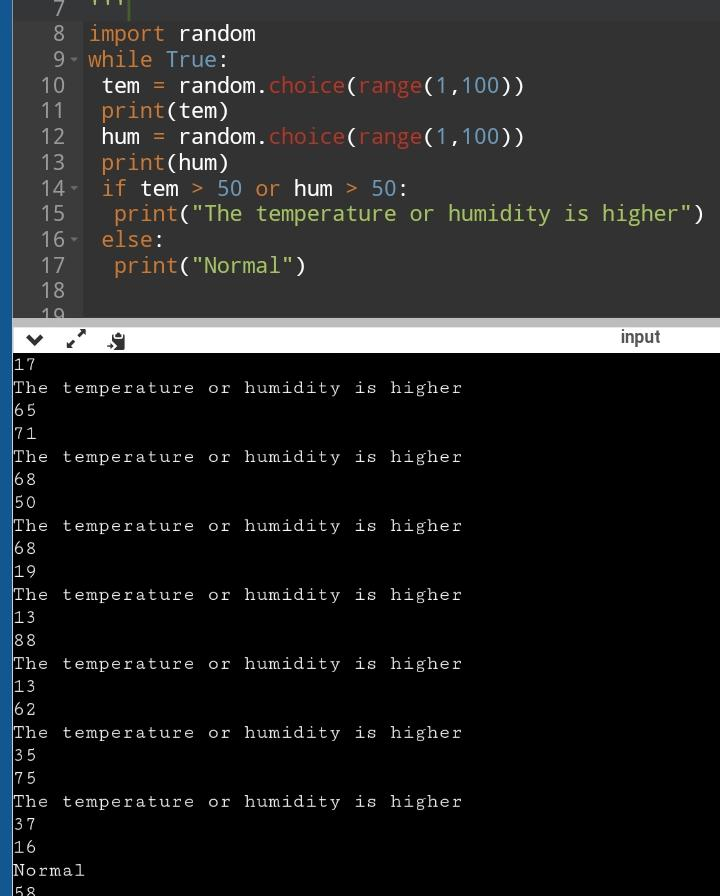 7 '''
8 import random
9 while True:
10 tem = random.choice(range(1,100))
11 print(tem)
12 hum = random.choice(range(1,100))
13 print(hum)
14 if tem > 50 or hum > 50:
15 print("The temperature or humidity is higher")
16 else:
17 print("Normal")
18
19
input
17
The temperature or humidity is higher
65
71
The temperature or humidity is higher
68
50
The temperature or humidity is higher
68
19
The temperature or humidity is higher
13
88
The temperature or humidity is higher
13
62
The temperature or humidity is higher
35
75
The temperature or humidity is higher
37
16
Normal
58